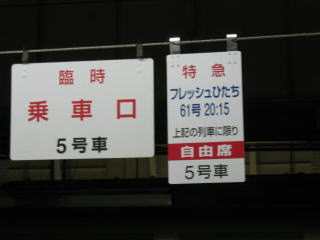 臨時
乗車口
5号車
特急
フレッシュひたち
61号 20:15
上記の列車に限り
自由席
5号車